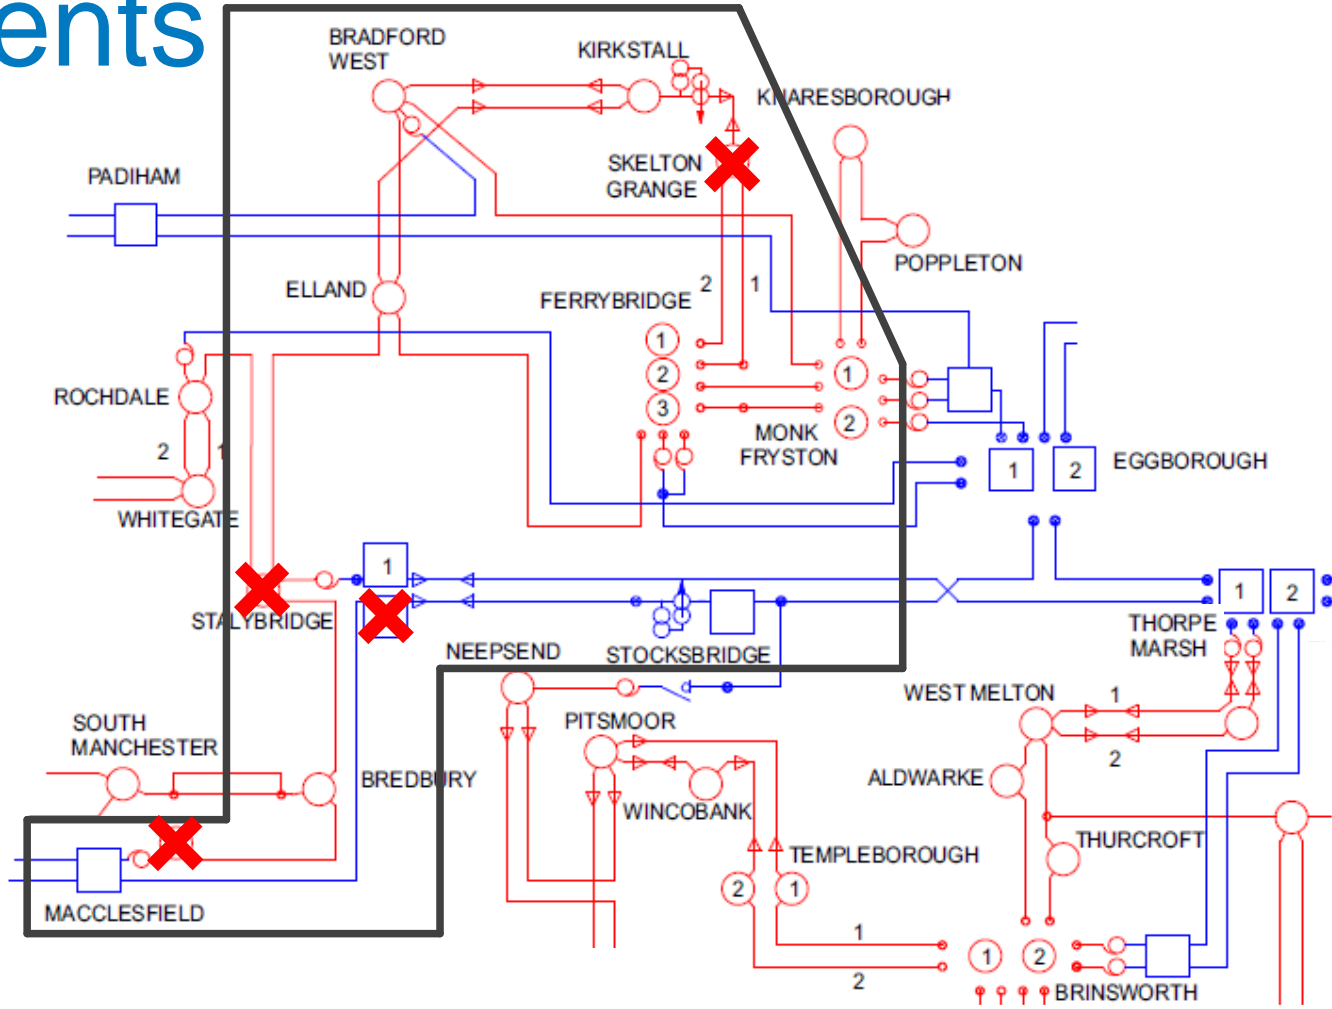 ents
BRADFORD
WEST
KIRKSTALL
KNARESBOROUGH
SKELTON
GRANGE
PADIHAM
POPPLETON
ELLAND
FERRYBRIDGE
2
1
1
2
3
1
2
MONK
FRYSTON
ROCHDALE
2
1
WHITEGATE
1
2
EGGBOROUGH
1
STALYBRIDGE
1
2
THORPE
MARSH
NEEPSEND
STOCKSBRIDGE
WEST MELTON
1
2
PITSMOOR
SOUTH
MANCHESTER
BREDBURY
ALDWARKE
WINCOBANK
THURCROFT
TEMPLEBOROUGH
2
1
MACCLESFIELD
1
2
1
2
BRINSWORTH